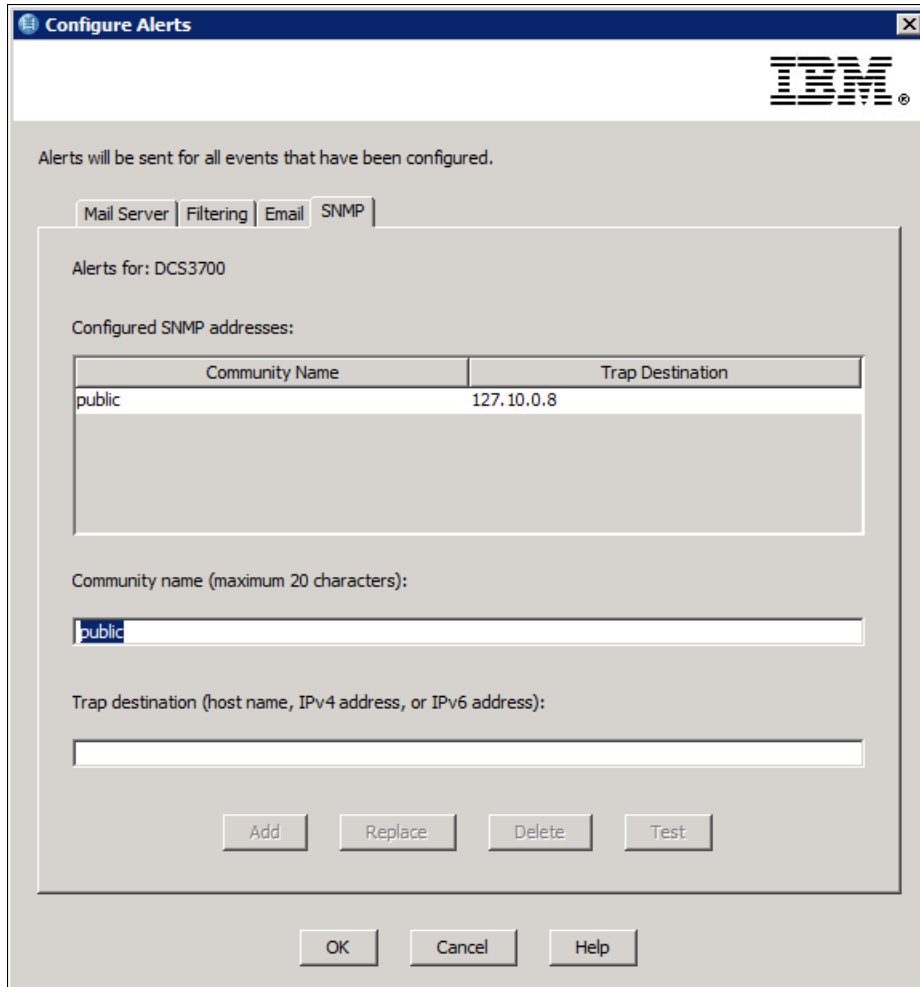 Configure Alerts
IBM®
Alerts will be sent for all events that have been configured.
Mail Server Filtering Email SNMP
Alerts for: DCS3700
Configured SNMP addresses:
Community Name Trap Destination
public 127.10.0.8
Community name (maximum 20 characters):
public
Trap destination (host name, IPv4 address, or IPv6 address):
Add Replace Delete Test
OK Cancel Help